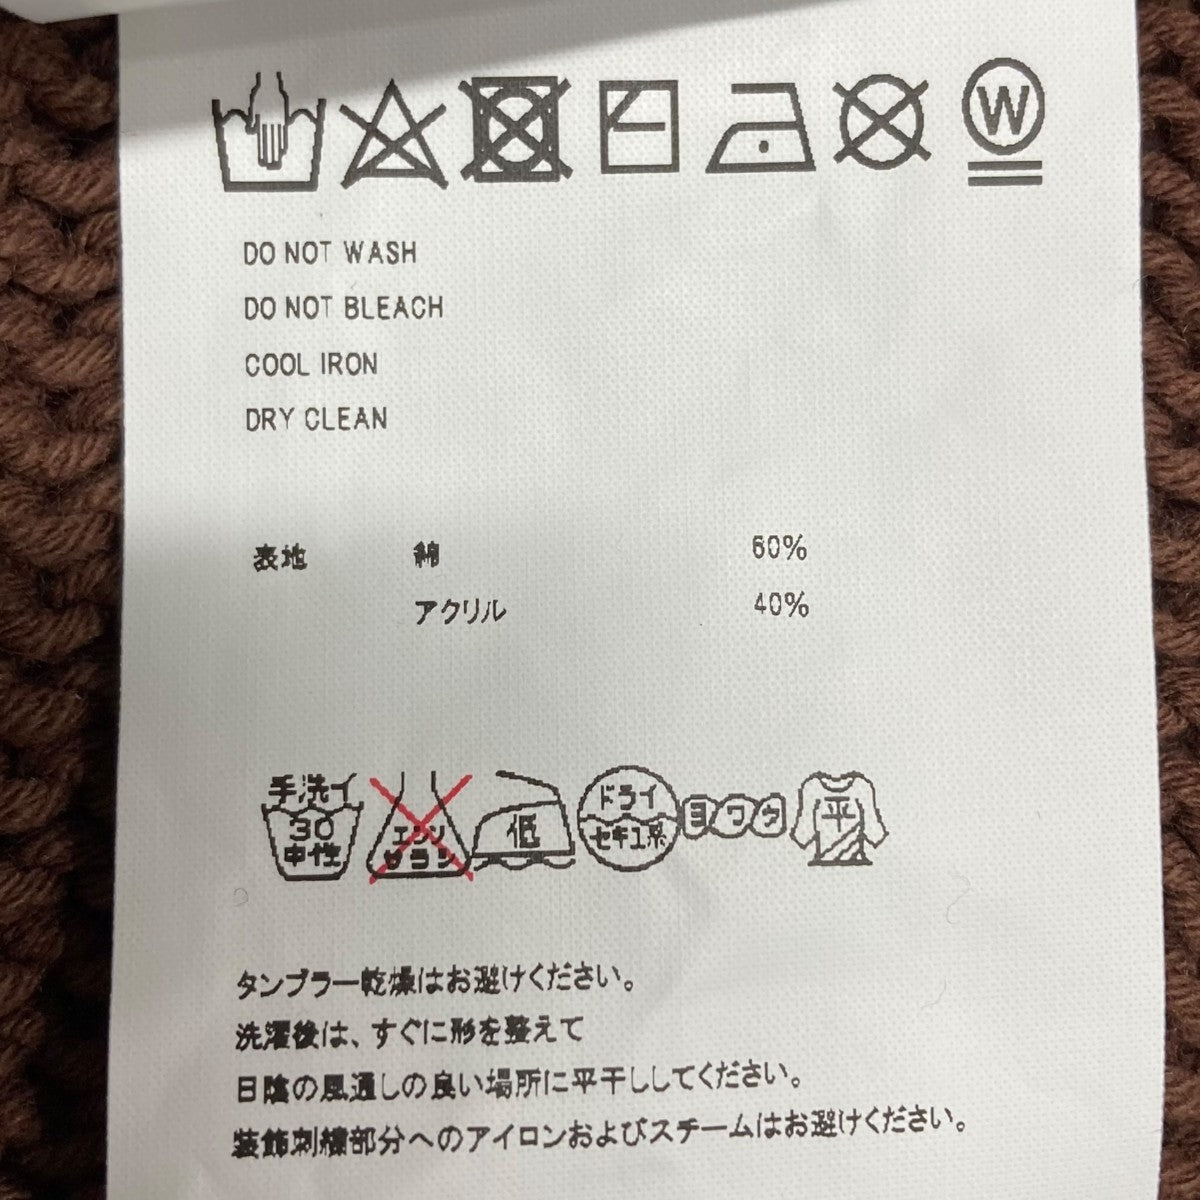 W
DO NOT WASH
DO NOT BLEACH
COOL IRON
DRY CLEAN
表地 綿 60%
アクリル 40%
手洗イ 30 中性 エンソ サラシ 低 ドライ セキユ系 ヨワク 平
タンブラー乾燥はお避けください。
洗濯後は、すぐに形を整えて
日陰の風通しの良い場所に平干ししてください。
装飾刺繍部分へのアイロンおよびスチームはお避けください。